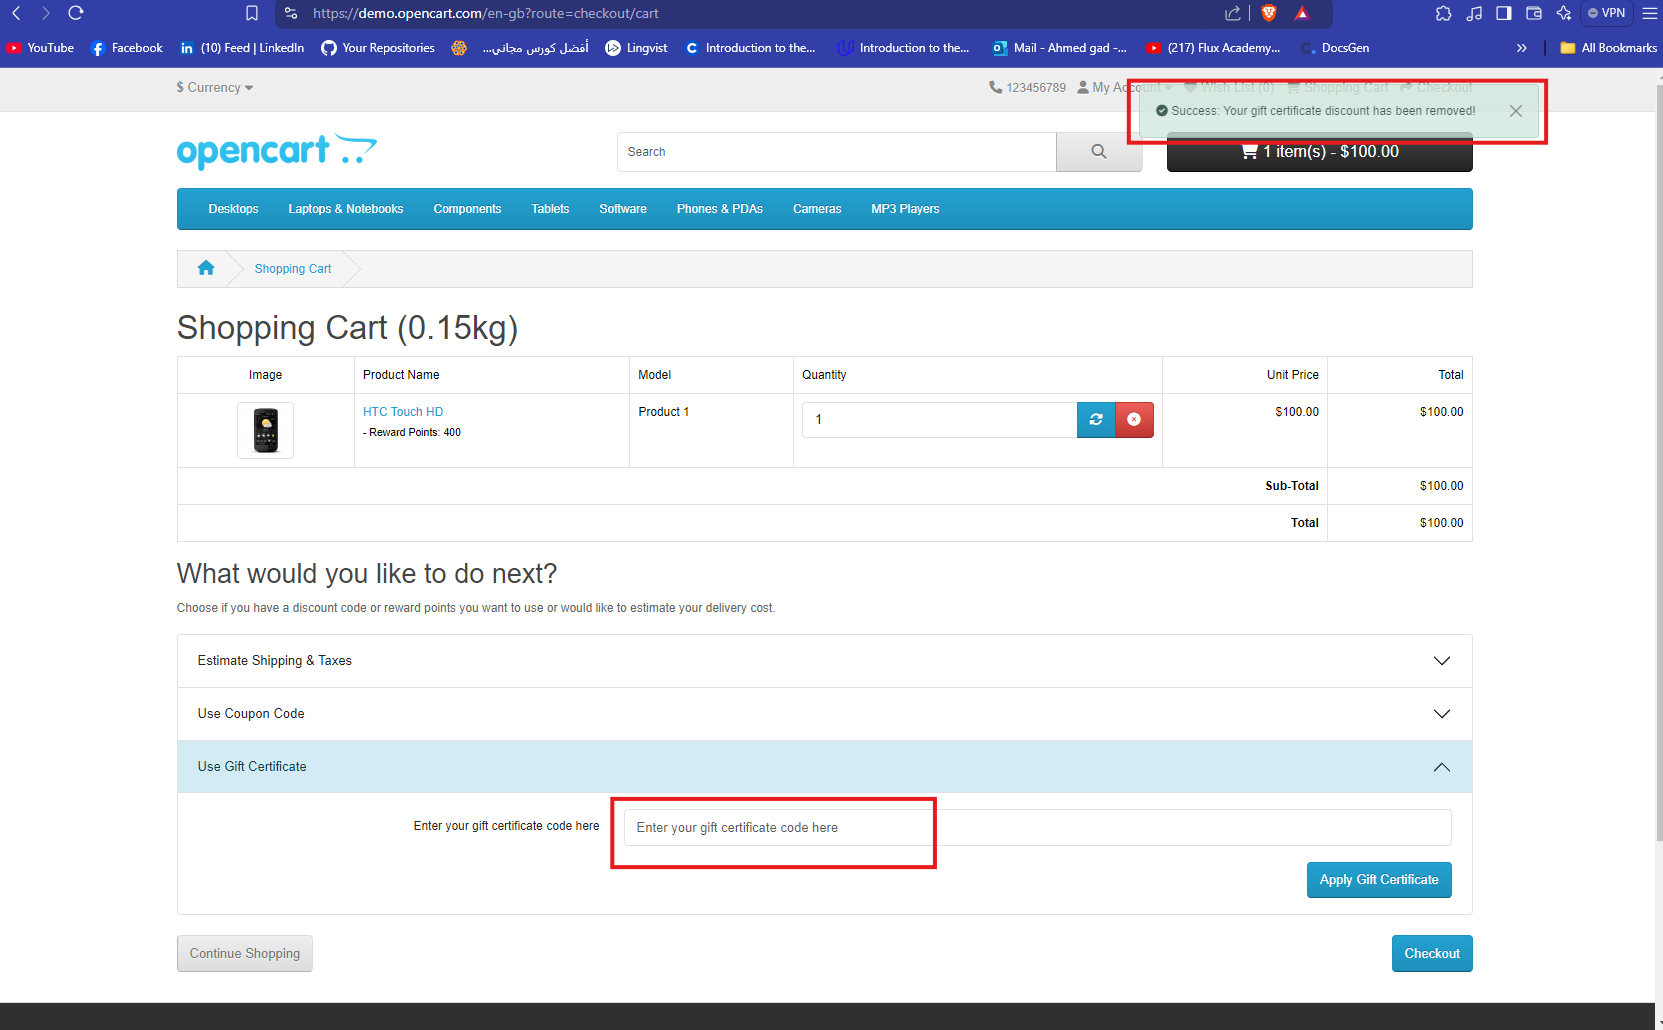 https://demo.opencart.com/en-gb?route=checkout/cart
VPN
YouTube
Facebook
(10) Feed | LinkedIn
Your Repositories
أفضل كورس مجاني...
Lingvist
Introduction to the...
Introduction to the...
Mail - Ahmed gad -...
(217) Flux Academy...
DocsGen
All Bookmarks
$ Currency
123456789
My Account
Wish List (0)
Shopping Cart
Checkout
Success: Your gift certificate discount has been removed!
opencart
Search
1 item(s) - $100.00
Desktops
Laptops & Notebooks
Components
Tablets
Software
Phones & PDAs
Cameras
MP3 Players
Shopping Cart
Shopping Cart (0.15kg)
Image
Product Name
Model
Quantity
Unit Price
Total
HTC Touch HD
- Reward Points: 400
Product 1
1
$100.00
$100.00
Sub-Total
$100.00
Total
$100.00
What would you like to do next?
Choose if you have a discount code or reward points you want to use or would like to estimate your delivery cost.
Estimate Shipping & Taxes
Use Coupon Code
Use Gift Certificate
Enter your gift certificate code here
Enter your gift certificate code here
Apply Gift Certificate
Continue Shopping
Checkout